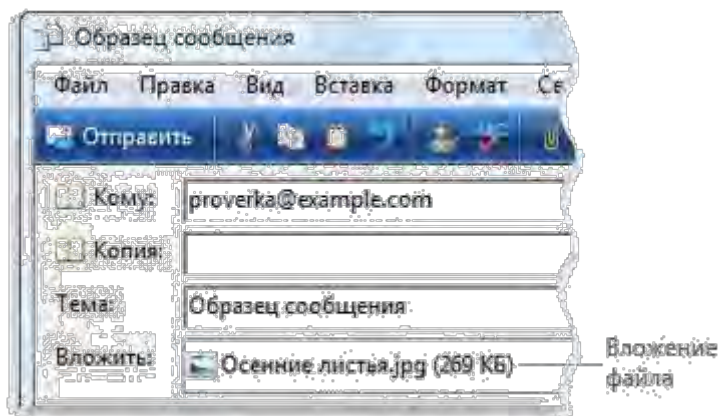 Образец сообщения
Файл Правка Вид Вставка Формат Се
Отправить
Кому: proverka@example.com
Копия:
Тема: Образец сообщения
Вложить: Осенние листья.jpg (269 КБ)
Вложение
файла